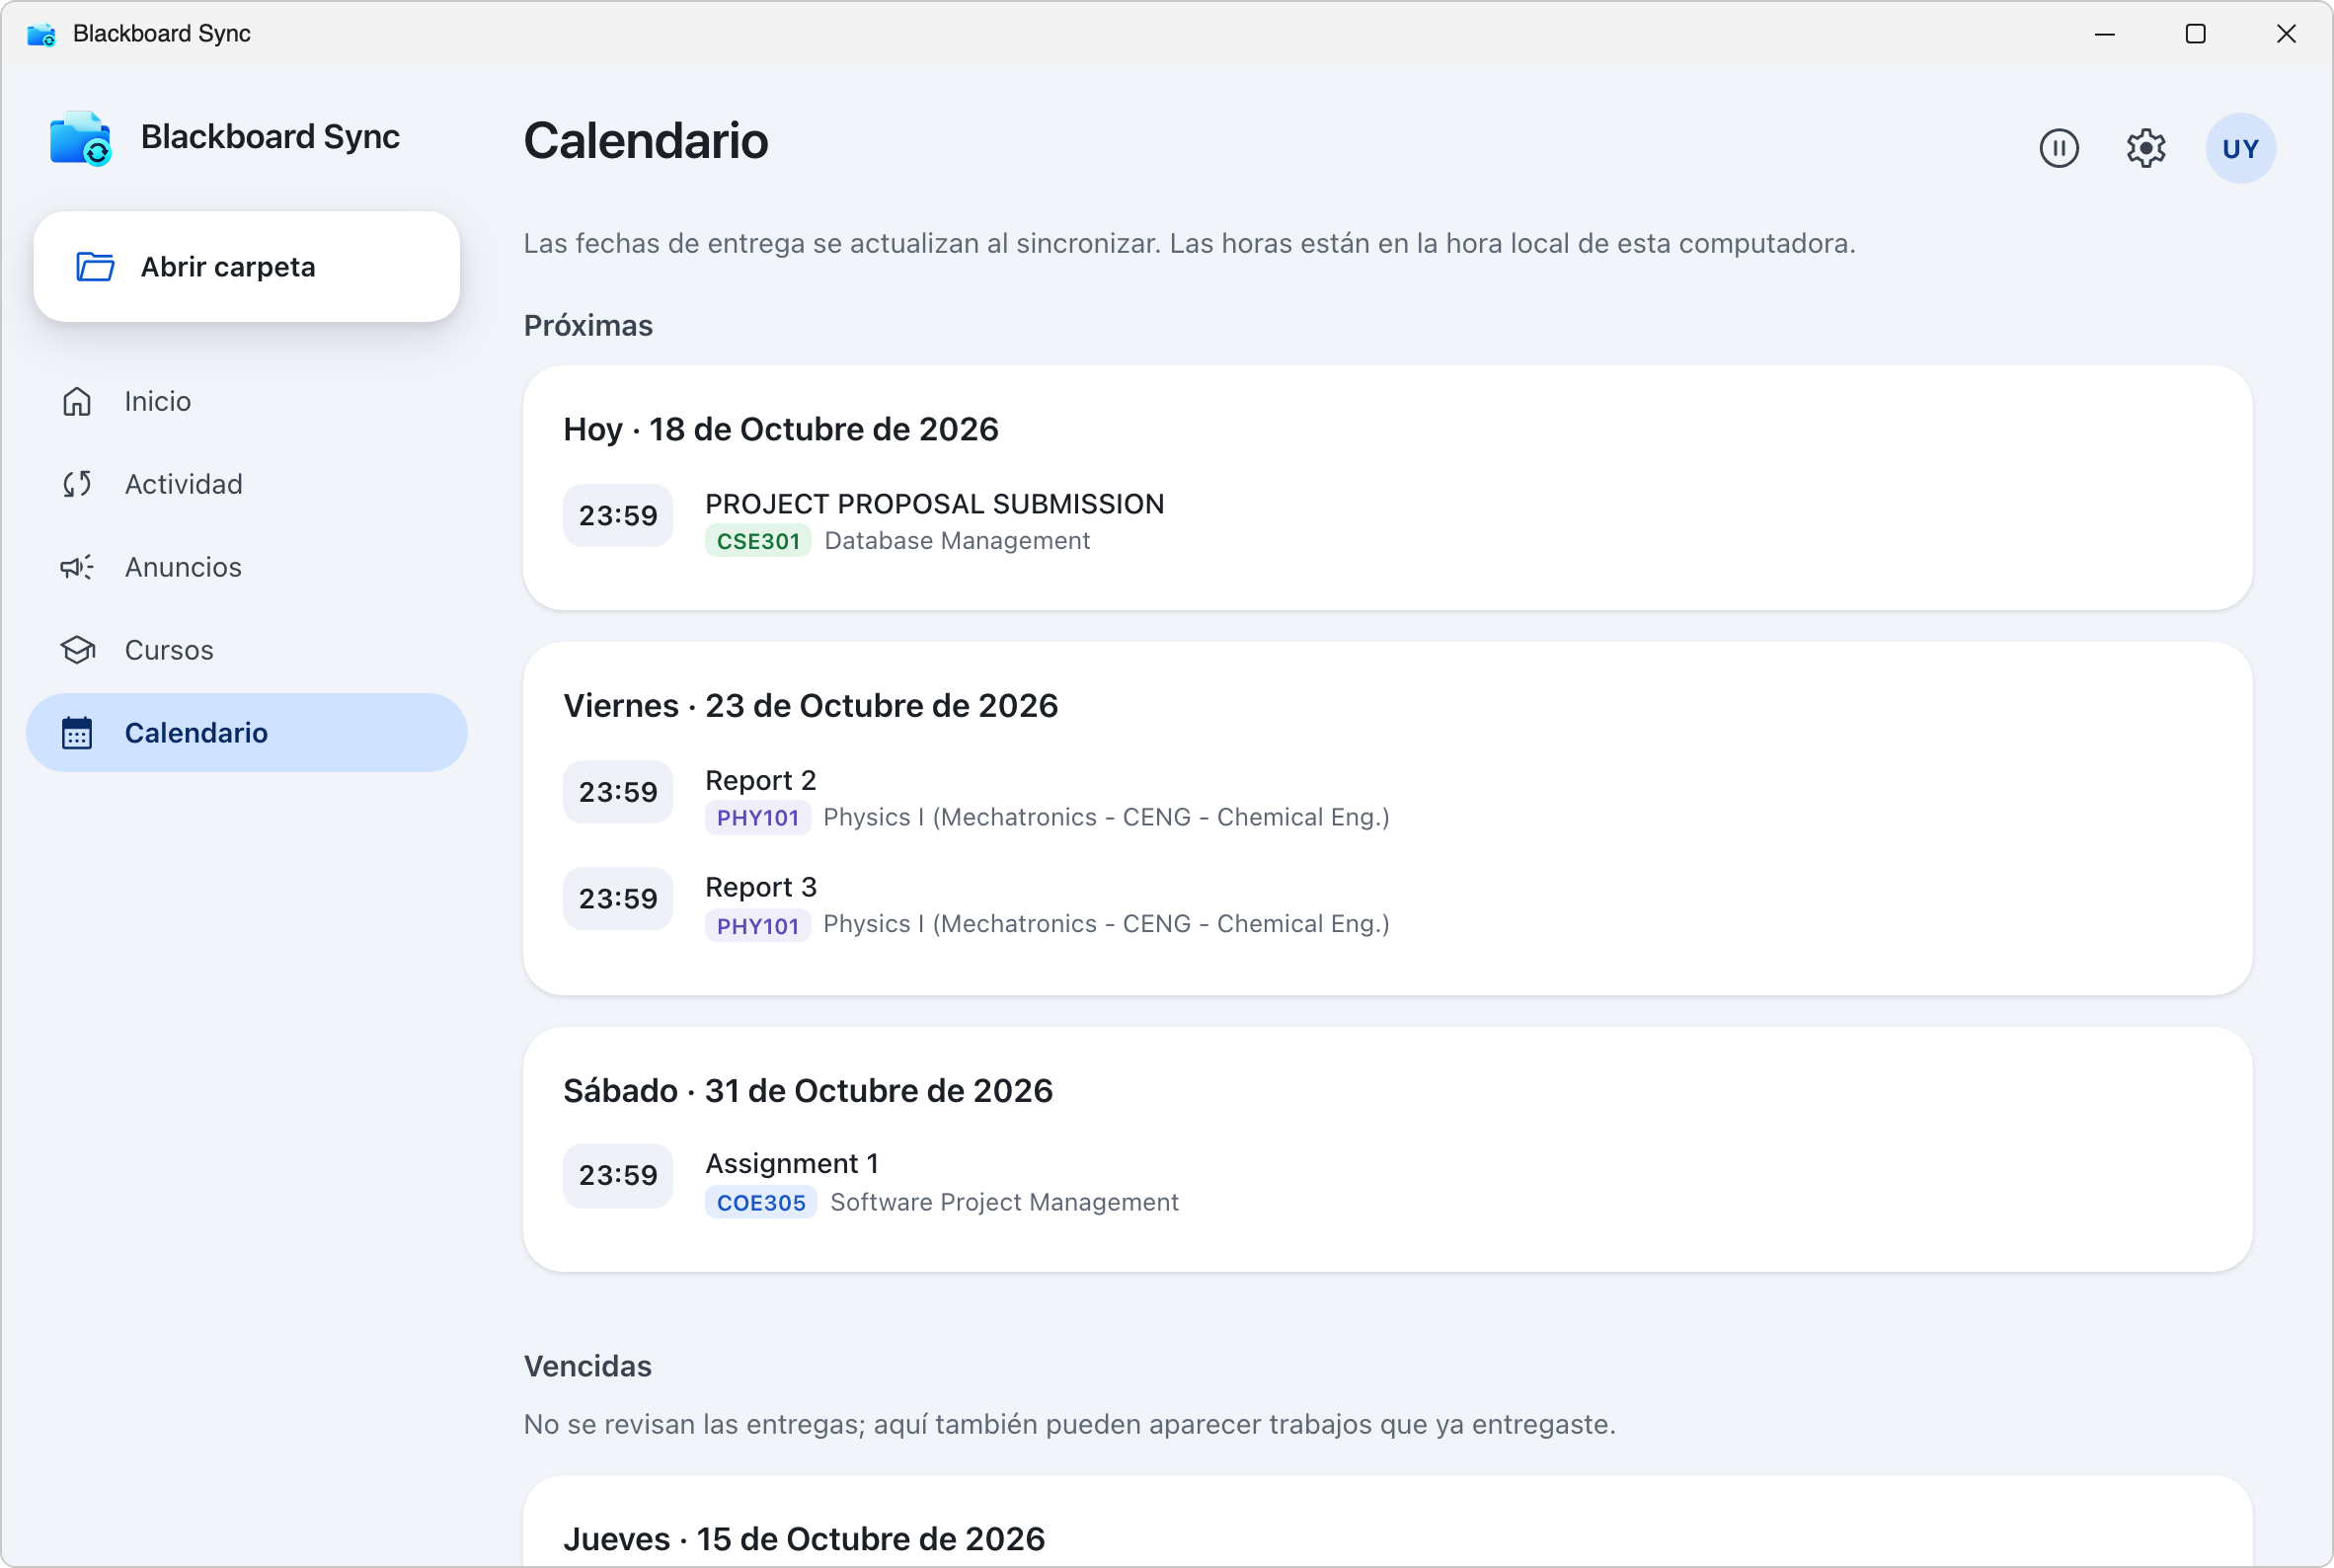 Blackboard Sync
Blackboard Sync
Abrir carpeta
Inicio
Actividad
Anuncios
Cursos
Calendario
Calendario
UY
Las fechas de entrega se actualizan al sincronizar. Las horas están en la hora local de esta computadora.
Próximas
Hoy · 18 de Octubre de 2026
23:59 PROJECT PROPOSAL SUBMISSION
CSE301 Database Management
Viernes · 23 de Octubre de 2026
23:59 Report 2
PHY101 Physics I (Mechatronics - CENG - Chemical Eng.)
23:59 Report 3
PHY101 Physics I (Mechatronics - CENG - Chemical Eng.)
Sábado · 31 de Octubre de 2026
23:59 Assignment 1
COE305 Software Project Management
Vencidas
No se revisan las entregas; aquí también pueden aparecer trabajos que ya entregaste.
Jueves · 15 de Octubre de 2026